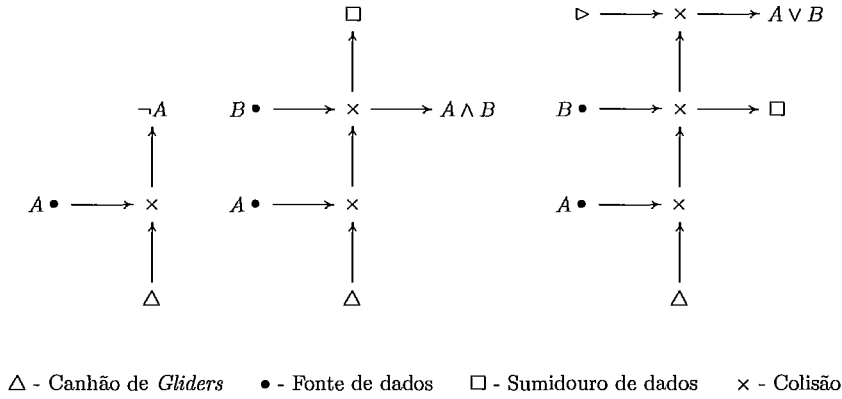 A ∨ B
¬A
B
A ∧ B
B
A
A
A
△ - Canhão de Gliders ● - Fonte de dados □ - Sumidouro de dados × - Colisão